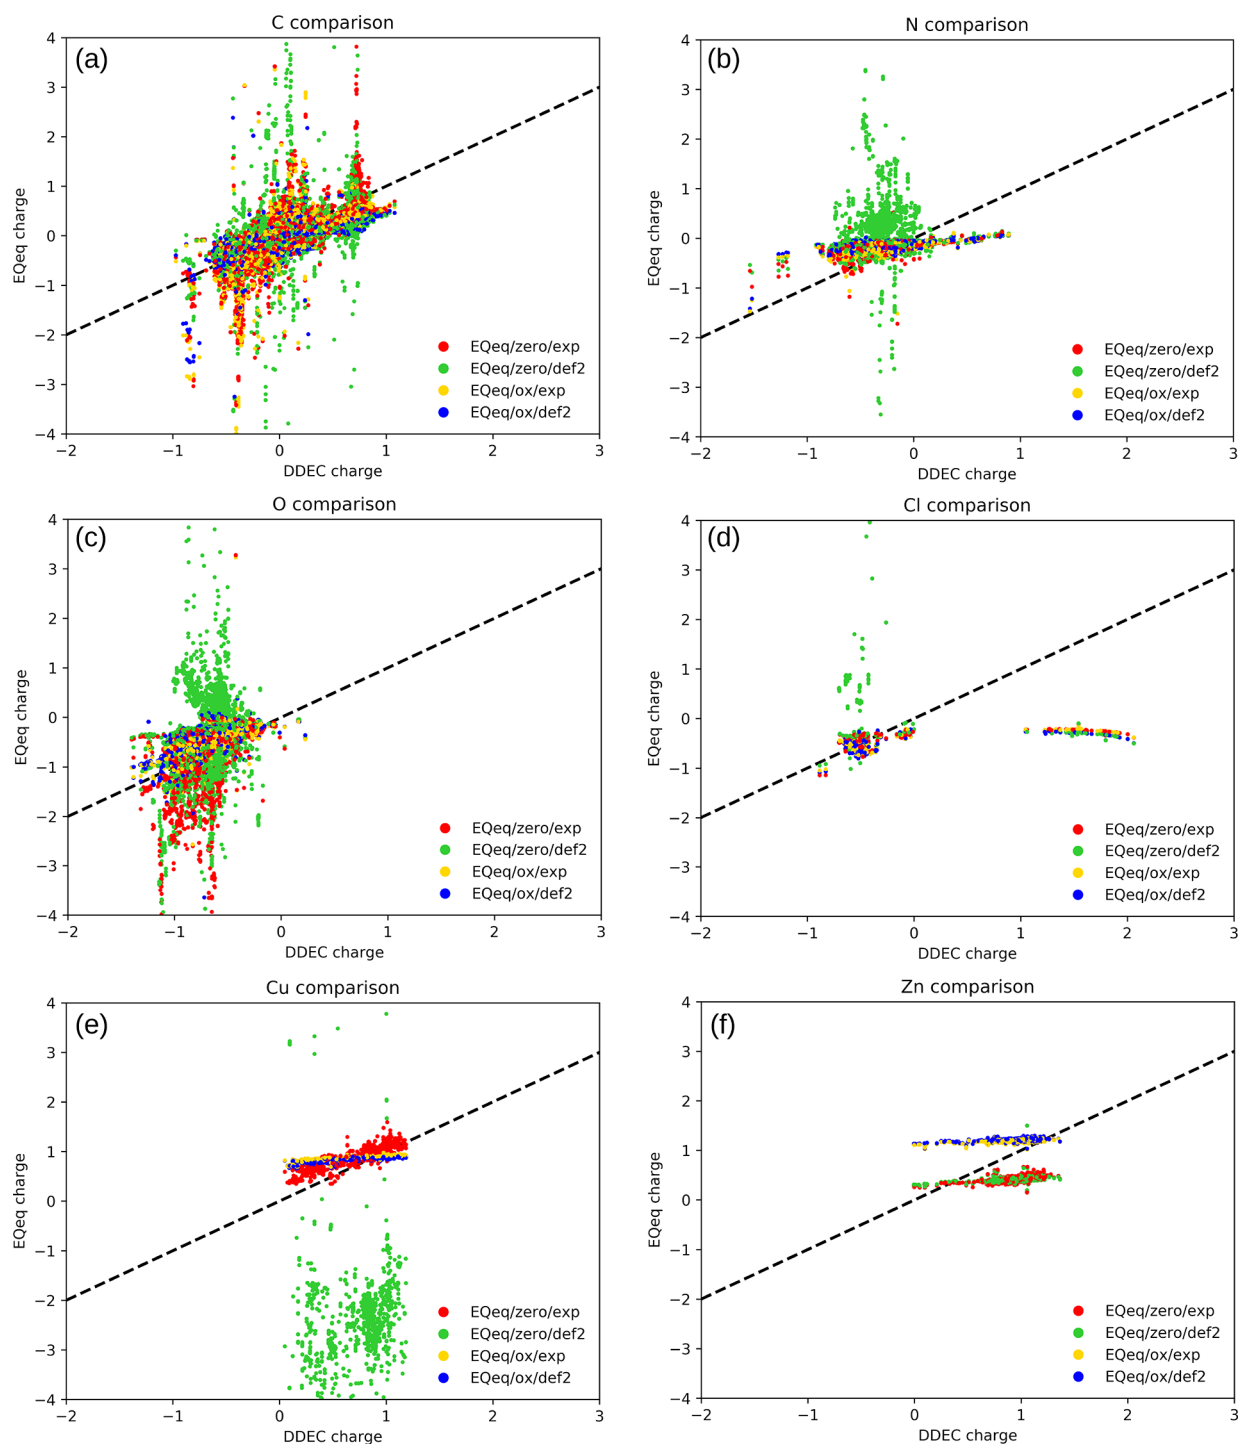 C comparison
(a)
4
3
2
1
0
−1
−2
−3
−4
EQeq charge
EQeq/zero/exp
EQeq/zero/def2
EQeq/ox/exp
EQeq/ox/def2
−2 −1 0 1 2 3
DDEC charge
N comparison
(b)
4
3
2
1
0
−1
−2
−3
−4
EQeq charge
EQeq/zero/exp
EQeq/zero/def2
EQeq/ox/exp
EQeq/ox/def2
−2 −1 0 1 2 3
DDEC charge
O comparison
(c)
4
3
2
1
0
−1
−2
−3
−4
EQeq charge
EQeq/zero/exp
EQeq/zero/def2
EQeq/ox/exp
EQeq/ox/def2
−2 −1 0 1 2 3
DDEC charge
Cl comparison
(d)
4
3
2
1
0
−1
−2
−3
−4
EQeq charge
EQeq/zero/exp
EQeq/zero/def2
EQeq/ox/exp
EQeq/ox/def2
−2 −1 0 1 2 3
DDEC charge
Cu comparison
(e)
4
3
2
1
0
−1
−2
−3
−4
EQeq charge
EQeq/zero/exp
EQeq/zero/def2
EQeq/ox/exp
EQeq/ox/def2
−2 −1 0 1 2 3
DDEC charge
Zn comparison
(f)
4
3
2
1
0
−1
−2
−3
−4
EQeq charge
EQeq/zero/exp
EQeq/zero/def2
EQeq/ox/exp
EQeq/ox/def2
−2 −1 0 1 2 3
DDEC charge